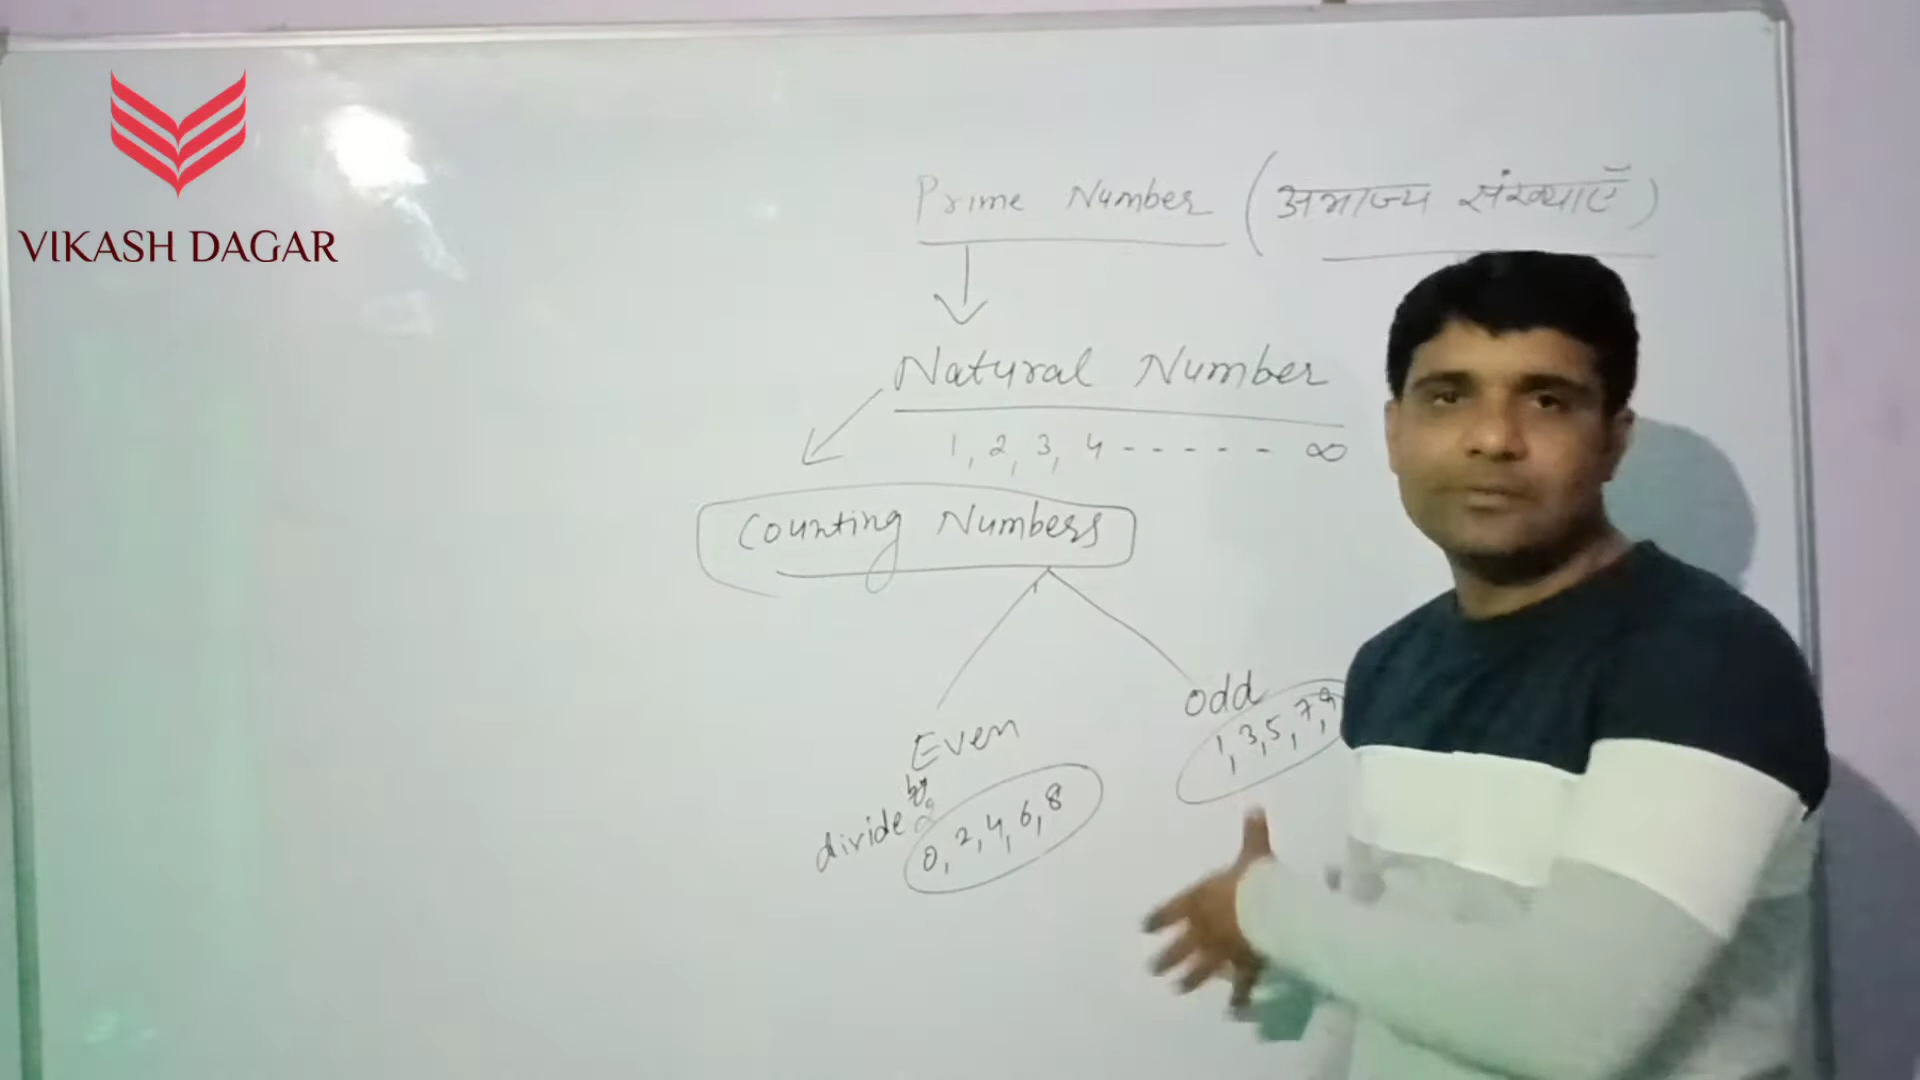 VIKASH DAGAR
Prime Number (अभाज्य संख्याएँ)
Natural Number
1, 2, 3, 4 - - - - - ∞
Counting Numbers
Even
divide by 2
0, 2, 4, 6, 8
odd
1, 3, 5, 7, 9